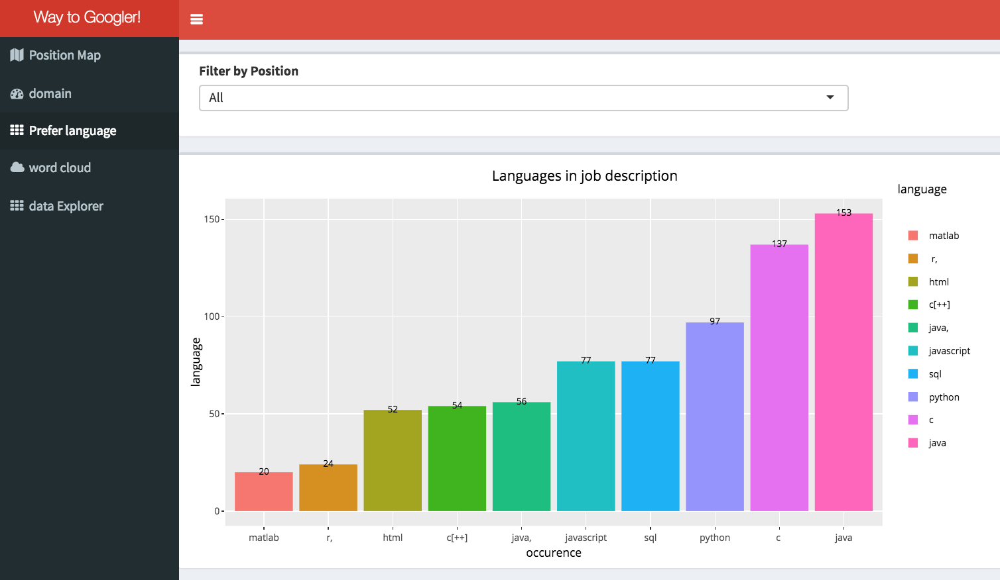 Way to Googler!
Position Map
domain
Prefer language
word cloud
data Explorer
Filter by Position
All
Languages in job description
language
150
100
50
0
language
20
24
52
54
56
77
77
97
137
153
matlab
r,
html
c[++]
java,
javascript
sql
python
c
java
occurence
matlab
r,
html
c[++]
java,
javascript
sql
python
c
java